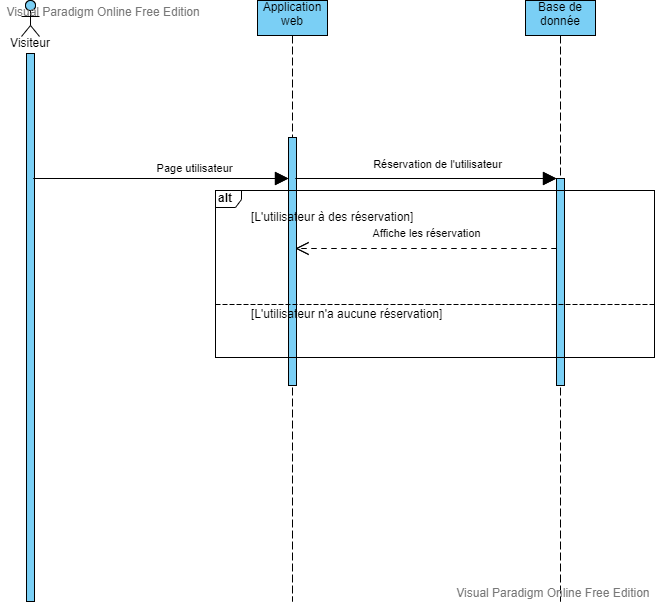 Visual Paradigm Online Free Edition
Application
web
Base de
donnée
Visiteur
Page utilisateur
Réservation de l'utilisateur
alt
[L'utilisateur à des réservation]
Affiche les réservation
[L'utilisateur n'a aucune réservation]
Visual Paradigm Online Free Edition